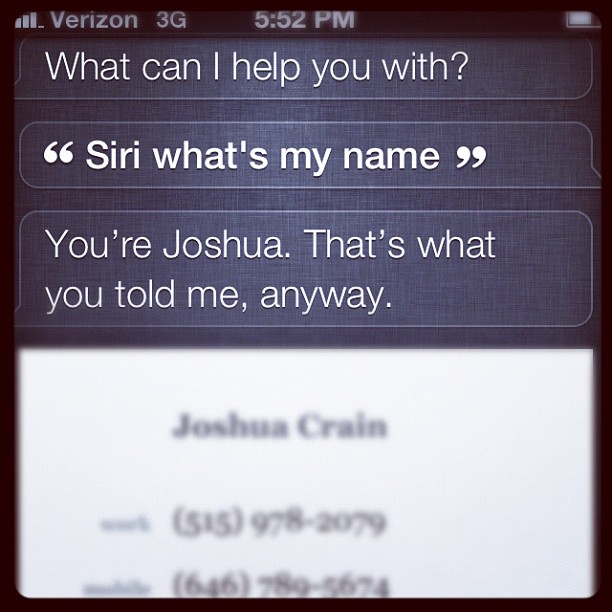 Verizon 3G 5:52 PM
What can I help you with?
“ Siri what's my name ”
You’re Joshua. That’s what
you told me, anyway.
Joshua Crain
work (515) 978-2079
mobile (646) 789-5674